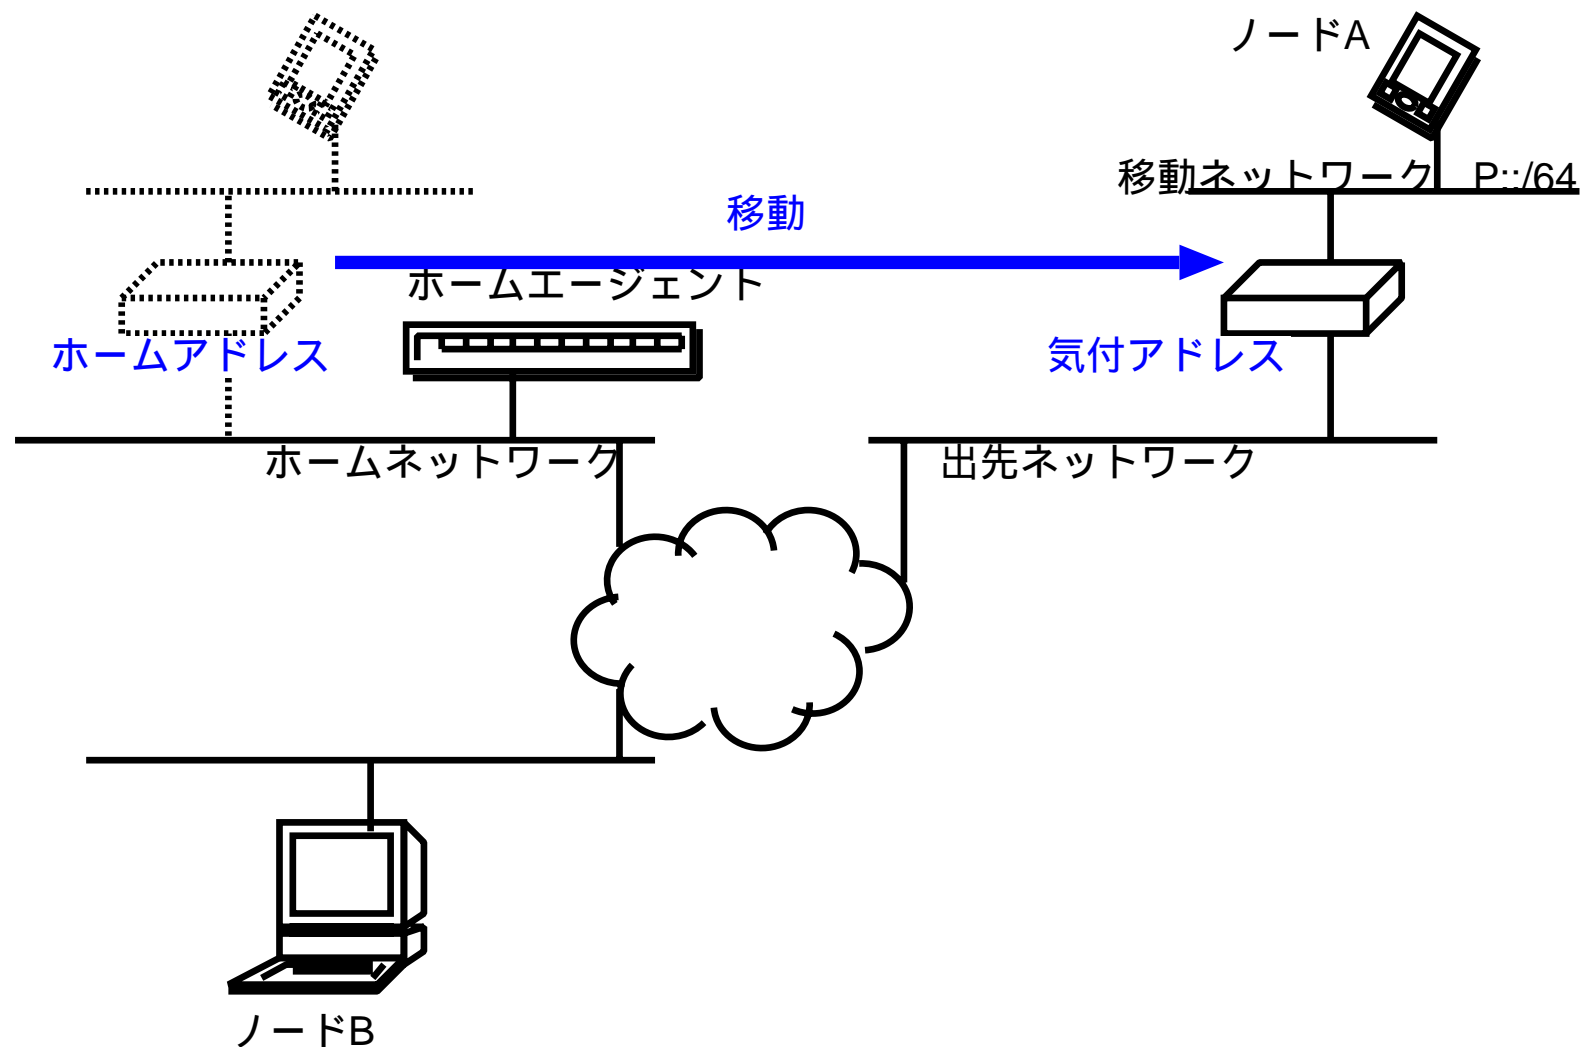 ノードA
移動ネットワーク P::/64
移動
ホームエージェント
ホームアドレス
気付アドレス
ホームネットワーク
出先ネットワーク
ノードB